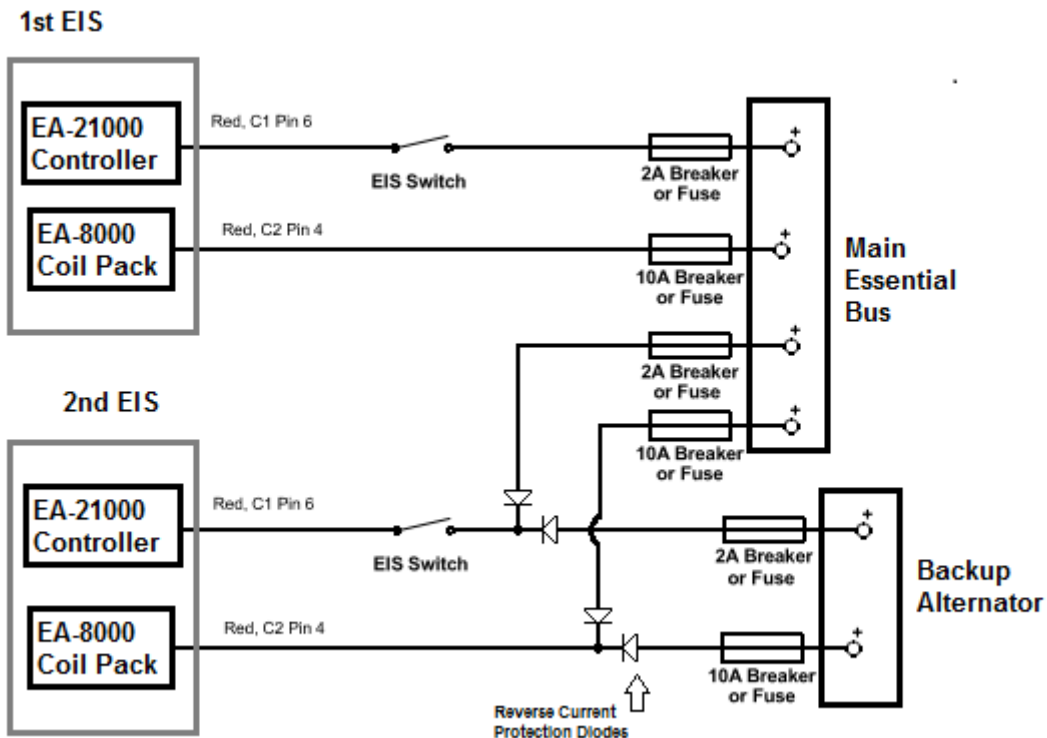 1st EIS
EA-21000
Controller
Red, C1 Pin 6
EIS Switch
2A Breaker
or Fuse
+
EA-8000
Coil Pack
Red, C2 Pin 4
10A Breaker
or Fuse
+
Main
Essential
Bus
2A Breaker
or Fuse
+
10A Breaker
or Fuse
+
2nd EIS
EA-21000
Controller
Red, C1 Pin 6
EIS Switch
2A Breaker
or Fuse
+
Backup
Alternator
EA-8000
Coil Pack
Red, C2 Pin 4
10A Breaker
or Fuse
+
Reverse Current
Protection Diodes